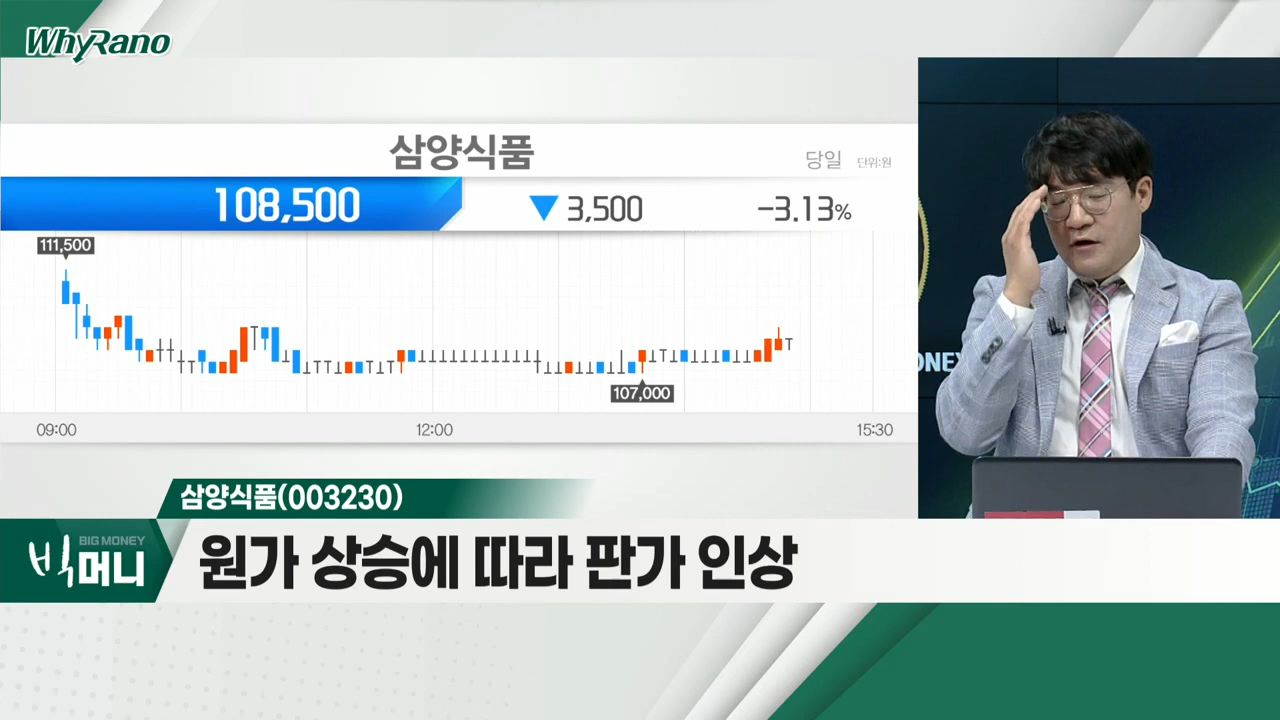 WhyRano
삼양식품
당일 단위:원
108,500 ▼ 3,500 -3.13%
111,500
107,000
09:00 12:00 15:30
ONEY
삼양식품(003230)
BIG MONEY
빅머니
원가 상승에 따라 판가 인상